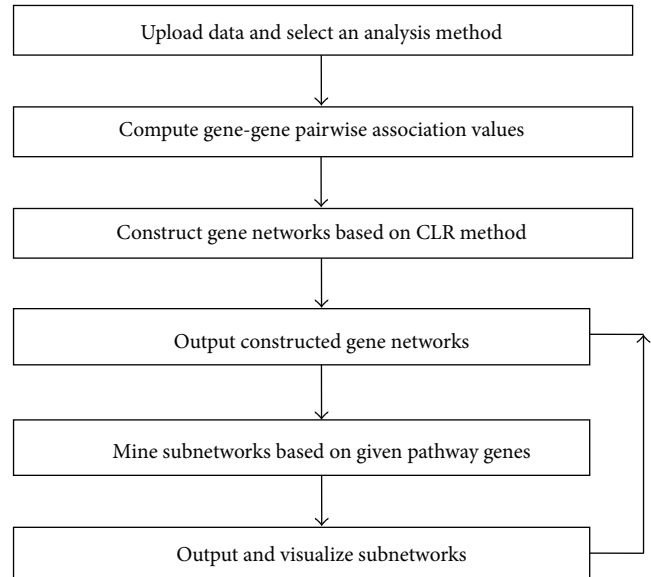 Upload data and select an analysis method
Compute gene-gene pairwise association values
Construct gene networks based on CLR method
Output constructed gene networks
Mine subnetworks based on given pathway genes
Output and visualize subnetworks